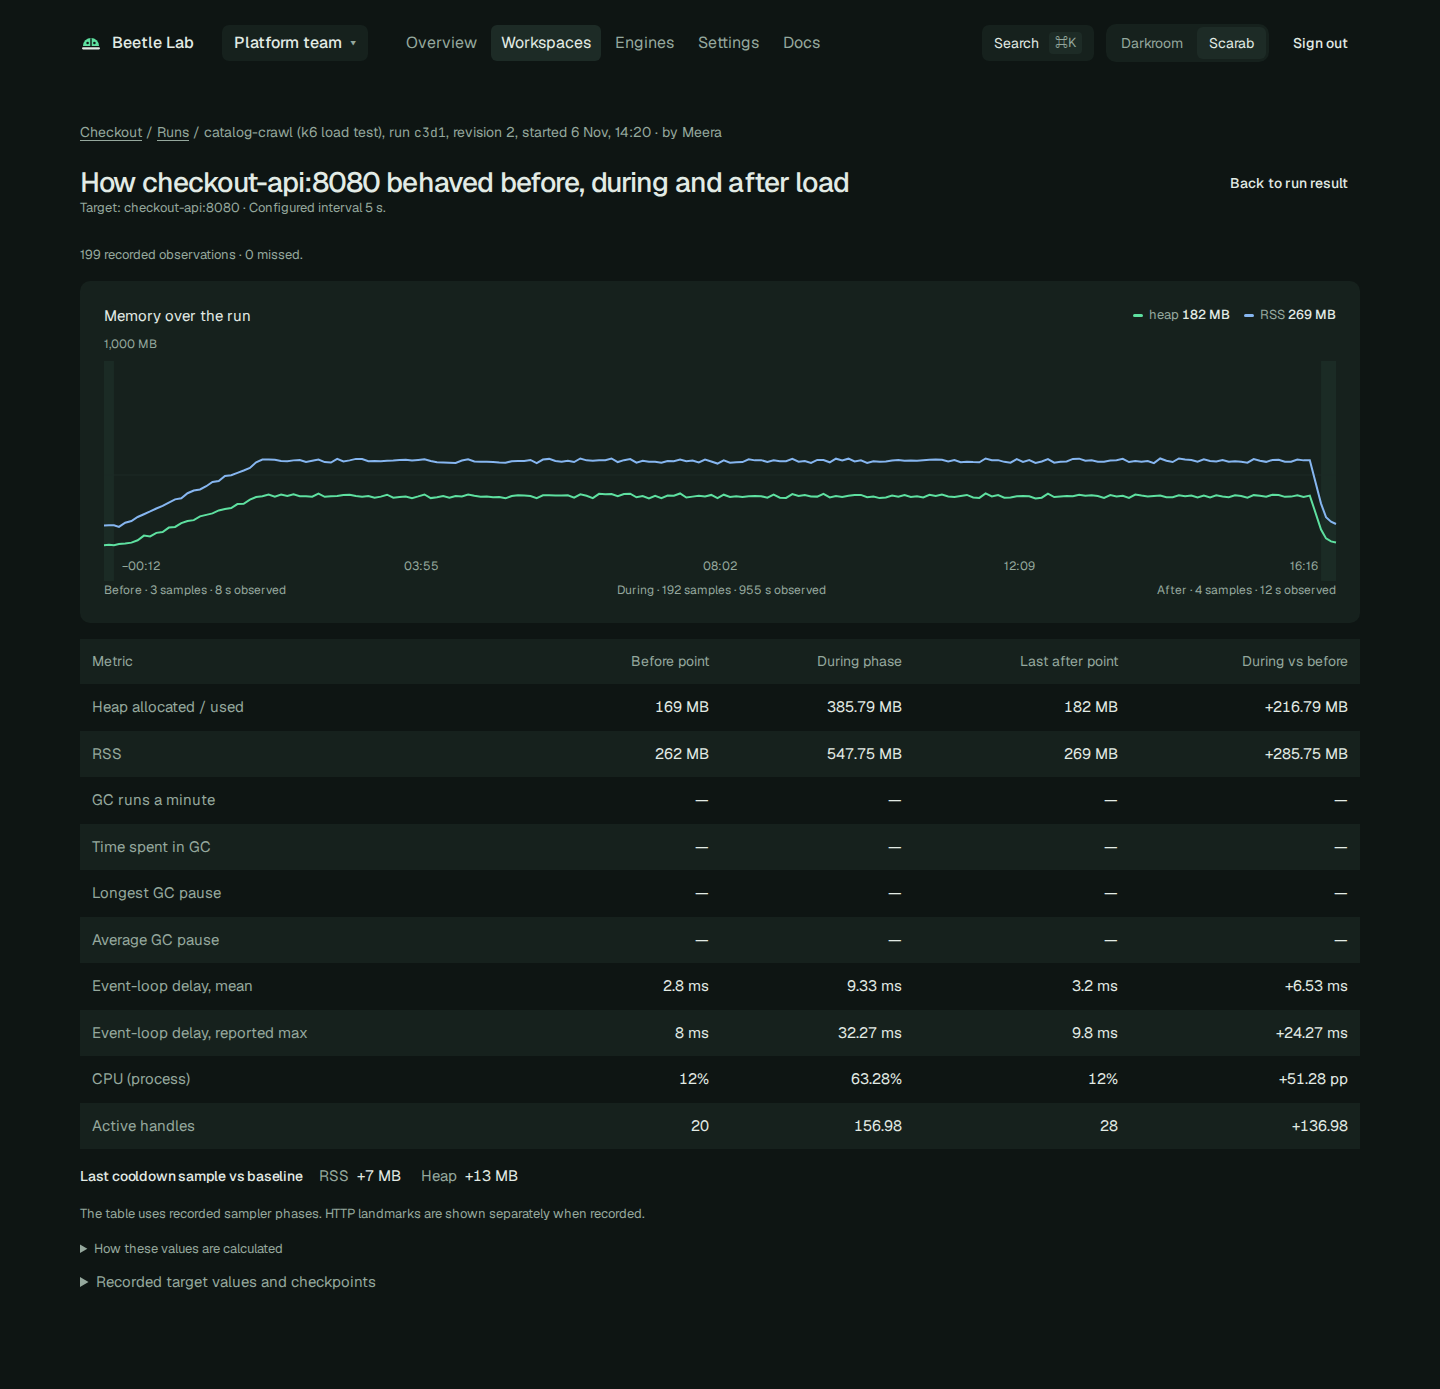 Beetle Lab
Platform team
Overview Workspaces Engines Settings Docs
Search ⌘K
Darkroom Scarab
Sign out
Checkout / Runs / catalog-crawl (k6 load test), run c3d1, revision 2, started 6 Nov, 14:20 · by Meera
How checkout-api:8080 behaved before, during and after load
Back to run result
Target: checkout-api:8080 · Configured interval 5 s.
199 recorded observations · 0 missed.
Memory over the run
heap 182 MB RSS 269 MB
1,000 MB
−00:12 03:55 08:02 12:09 16:16
Before · 3 samples · 8 s observed During · 192 samples · 955 s observed After · 4 samples · 12 s observed
Metric Before point During phase Last after point During vs before
Heap allocated / used 169 MB 385.79 MB 182 MB +216.79 MB
RSS 262 MB 547.75 MB 269 MB +285.75 MB
GC runs a minute — — — —
Time spent in GC — — — —
Longest GC pause — — — —
Average GC pause — — — —
Event-loop delay, mean 2.8 ms 9.33 ms 3.2 ms +6.53 ms
Event-loop delay, reported max 8 ms 32.27 ms 9.8 ms +24.27 ms
CPU (process) 12% 63.28% 12% +51.28 pp
Active handles 20 156.98 28 +136.98
Last cooldown sample vs baseline RSS +7 MB Heap +13 MB
The table uses recorded sampler phases. HTTP landmarks are shown separately when recorded.
How these values are calculated
Recorded target values and checkpoints